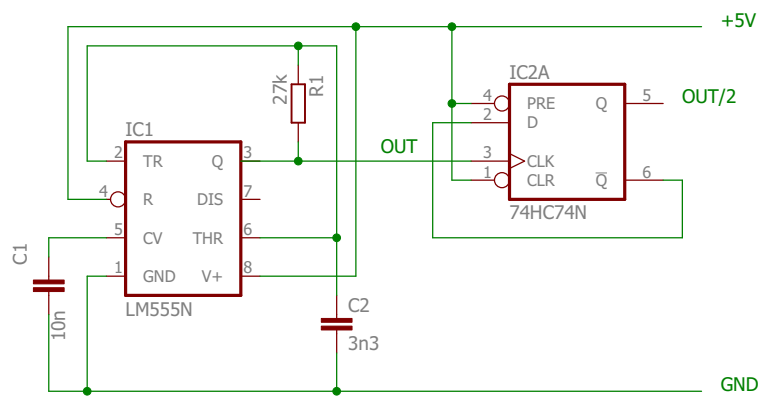 +5V
IC2A
27k
R1
4
PRE
Q
5
OUT/2
2
D
IC1
OUT
2
TR
Q
3
3
CLK
1
CLR
Q̅
6
4
R
DIS
7
74HC74N
5
CV
THR
6
C1
1
GND
V+
8
10n
LM555N
C2
3n3
GND